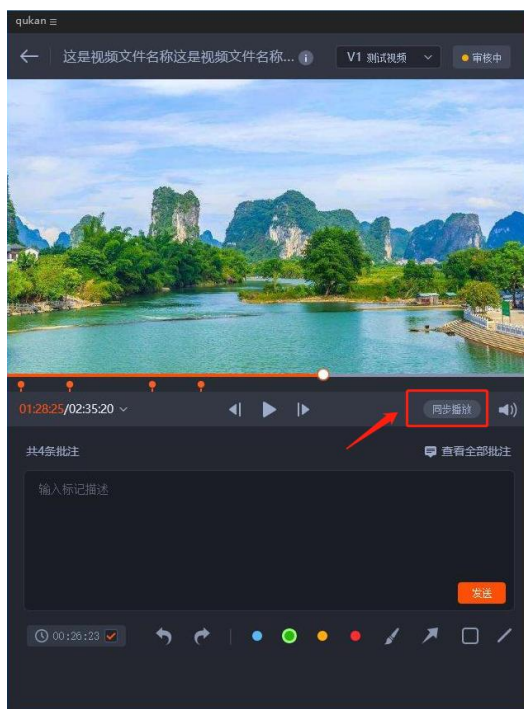 qukan
这是视频文件名称这是视频文件名称... V1 测试视频 审核中
01:28:25/02:35:20 同步播放
共4条批注 查看全部批注
输入标记描述
发送
00:26:23